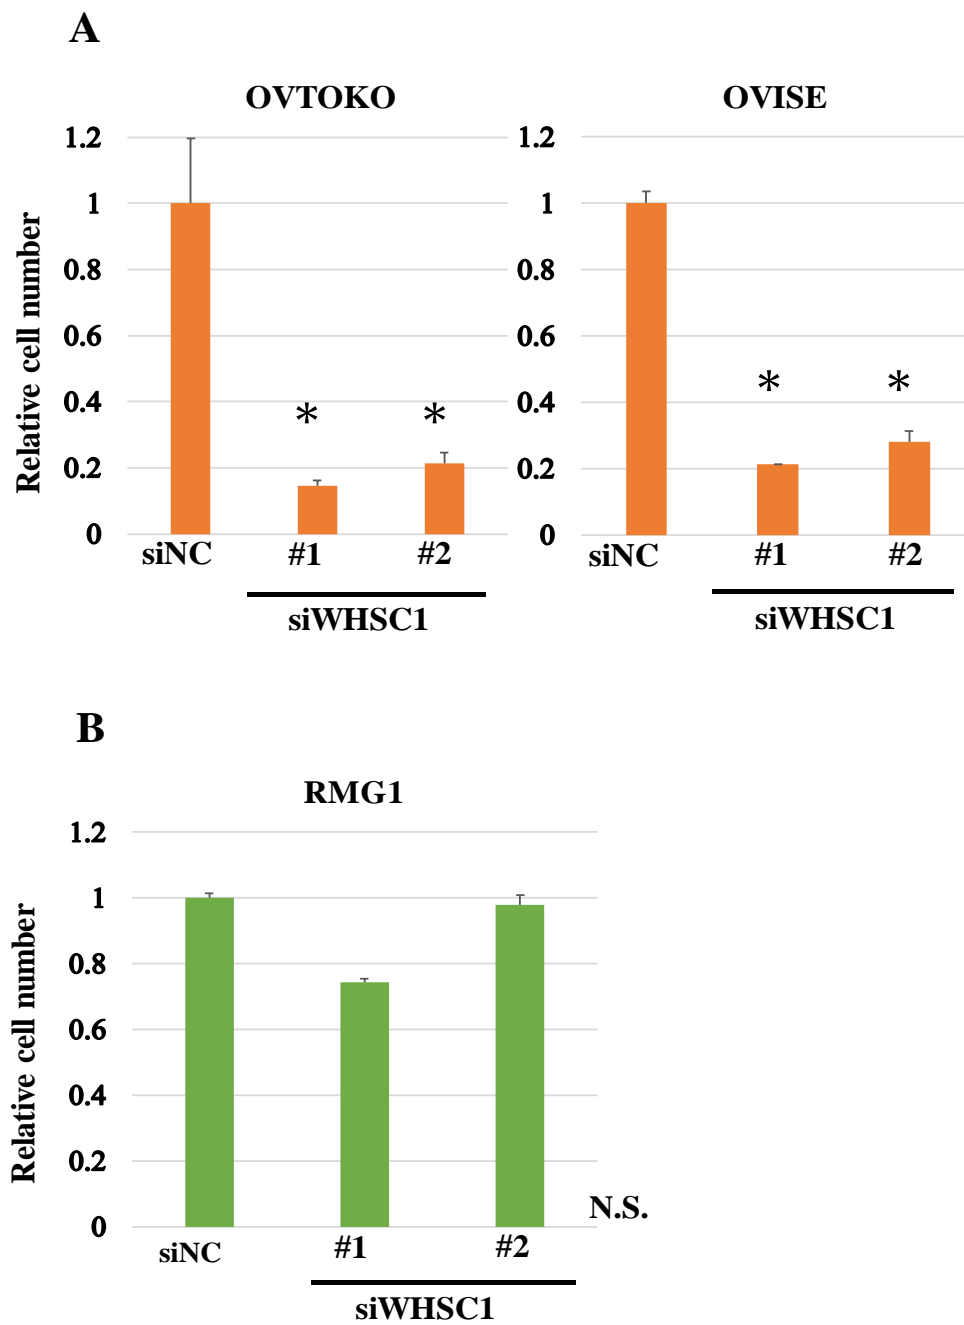 A
OVTOKO
OVISE
Relative cell number
1.2
1
0.8
0.6
0.4
0.2
0
*
*
siNC
#1
#2
siWHSC1
1.2
1
0.8
0.6
0.4
0.2
0
*
*
siNC
#1
#2
siWHSC1
B
RMG1
Relative cell number
1.2
1
0.8
0.6
0.4
0.2
0
N.S.
siNC
#1
#2
siWHSC1